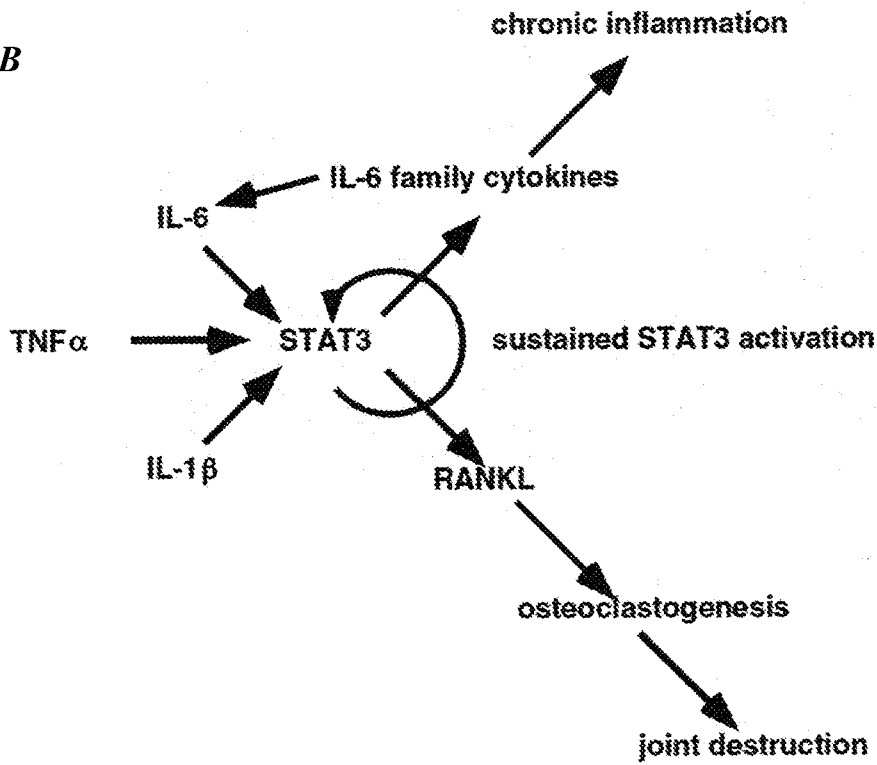 chronic inflammation
B
IL-6 family cytokines
IL-6
TNFα
STAT3
sustained STAT3 activation
IL-1β
RANKL
osteoclastogenesis
joint destruction